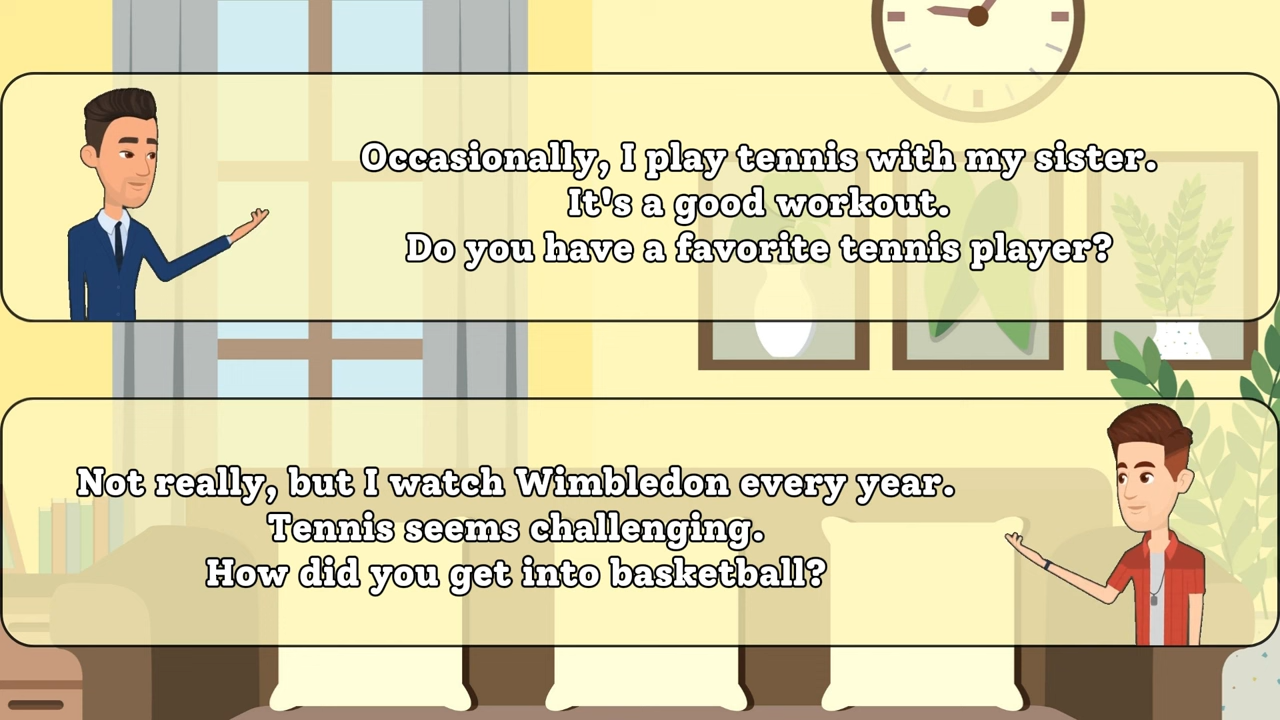 Occasionally, I play tennis with my sister.
It's a good workout.
Do you have a favorite tennis player?
Not really, but I watch Wimbledon every year.
Tennis seems challenging.
How did you get into basketball?